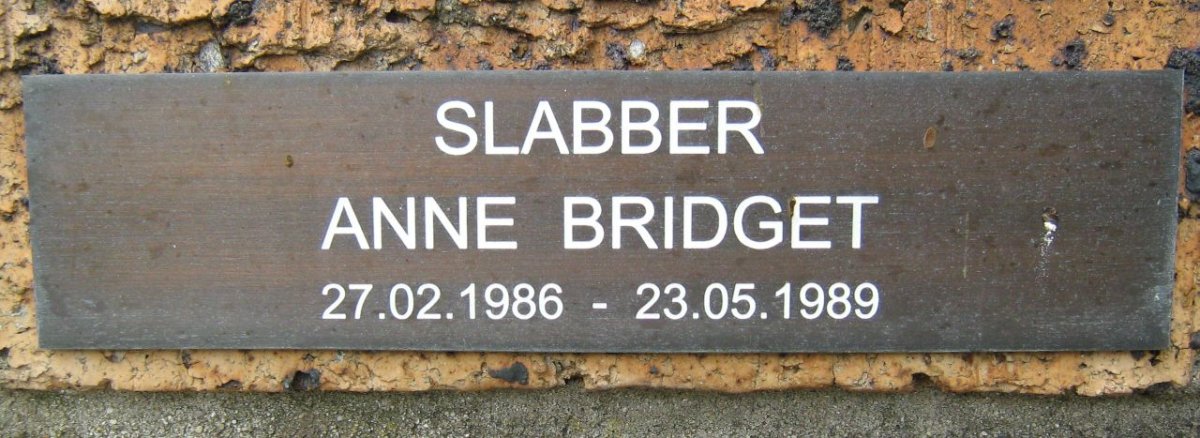 SLABBER
ANNE BRIDGET
27.02.1986 - 23.05.1989